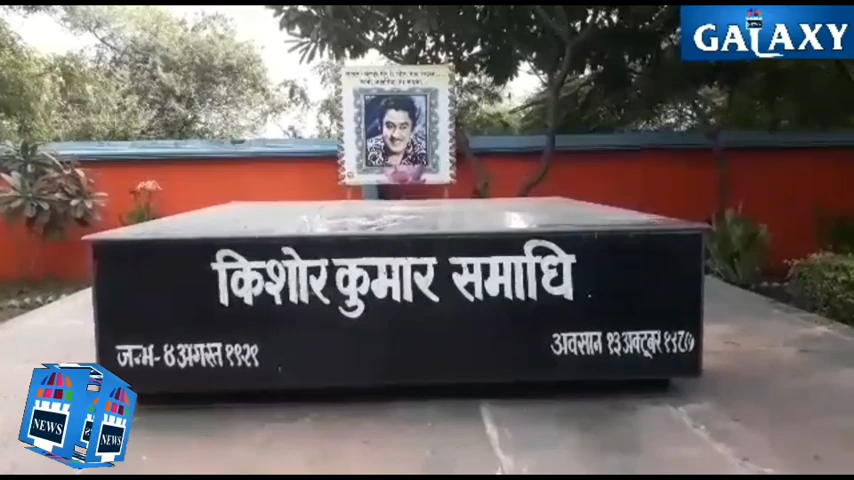 GALAXY
किशोर कुमार समाधि
जन्म - ४ अगस्त १९२९
अवसान १३ अक्टूबर १९८७
NEWS
NEWS